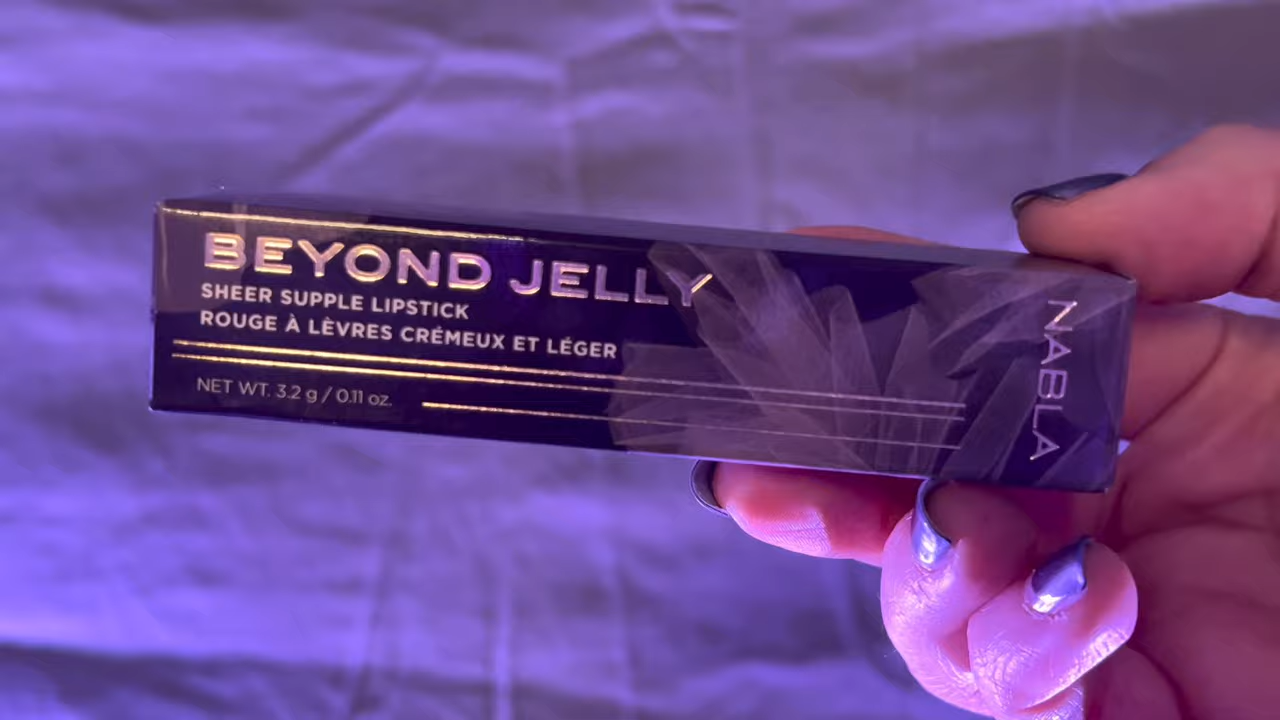 BEYOND JELLY
SHEER SUPPLE LIPSTICK
ROUGE À LÈVRES CRÉMEUX ET LÉGER
NET WT. 3.2 g / 0.11 oz.
NABLA